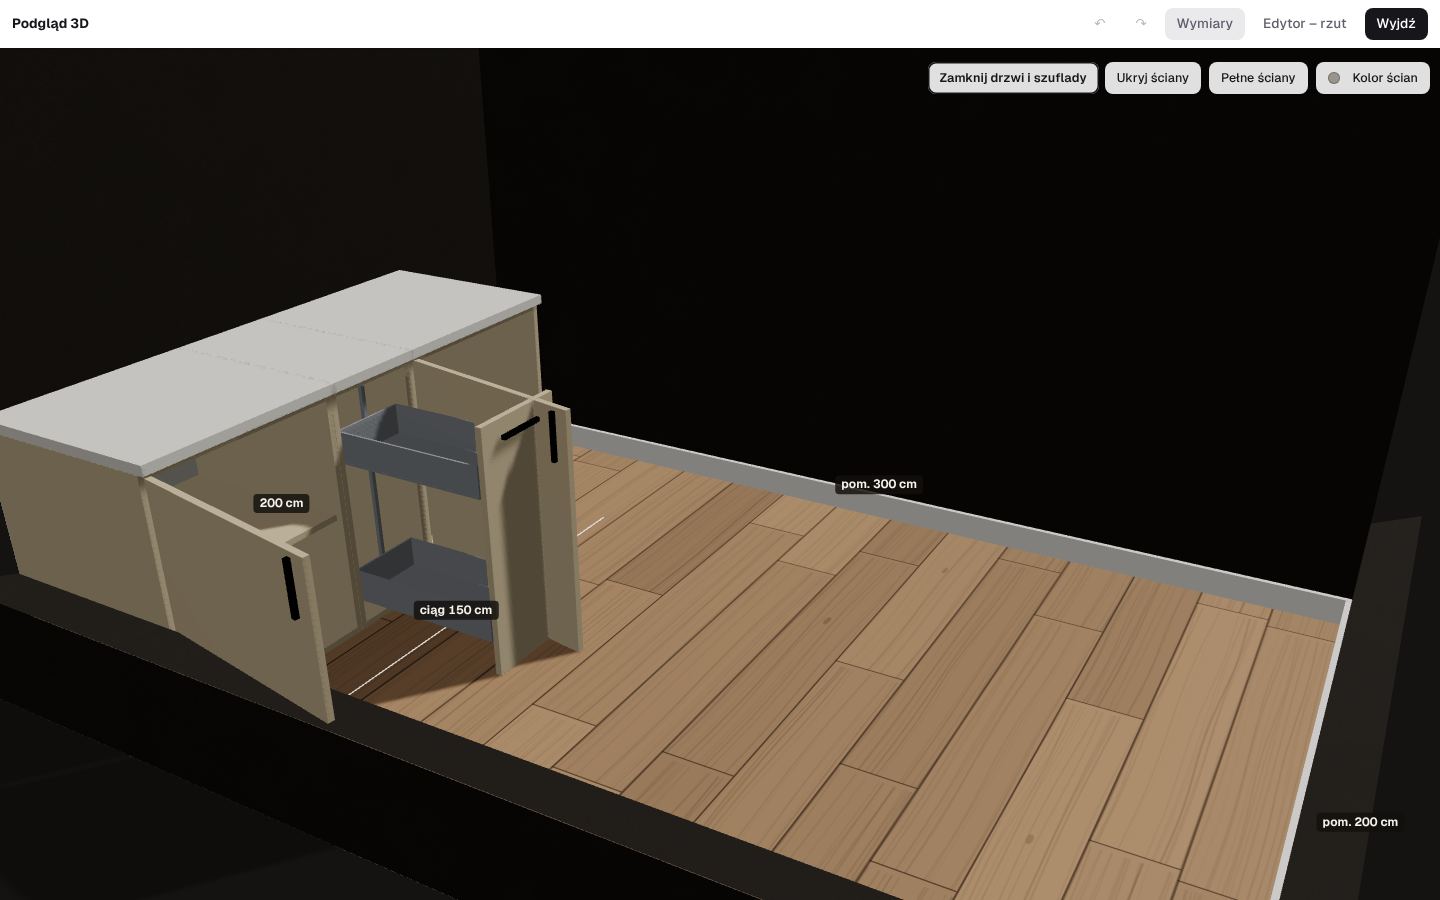 Podgląd 3D
↶ ↷ Wymiary Edytor – rzut Wyjdź
Zamknij drzwi i szuflady Ukryj ściany Pełne ściany Kolor ścian
pom. 300 cm
200 cm
ciąg 150 cm
pom. 200 cm